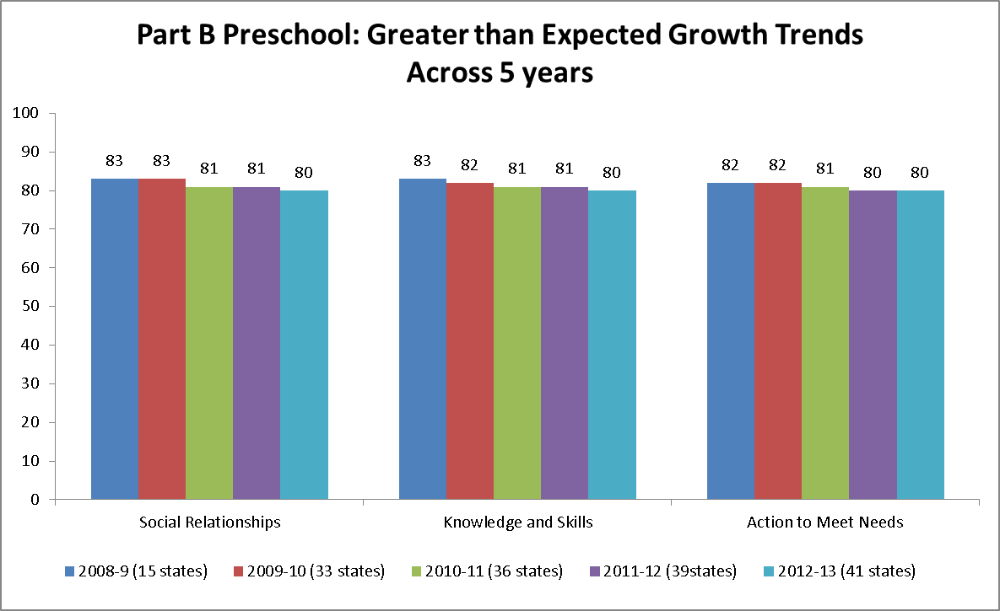 Part B Preschool: Greater than Expected Growth Trends
Across 5 years
100
90
80
70
60
50
40
30
20
10
0
83 83 81 81 80
83 82 81 81 80
82 82 81 80 80
Social Relationships
Knowledge and Skills
Action to Meet Needs
2008-9 (15 states)
2009-10 (33 states)
2010-11 (36 states)
2011-12 (39states)
2012-13 (41 states)